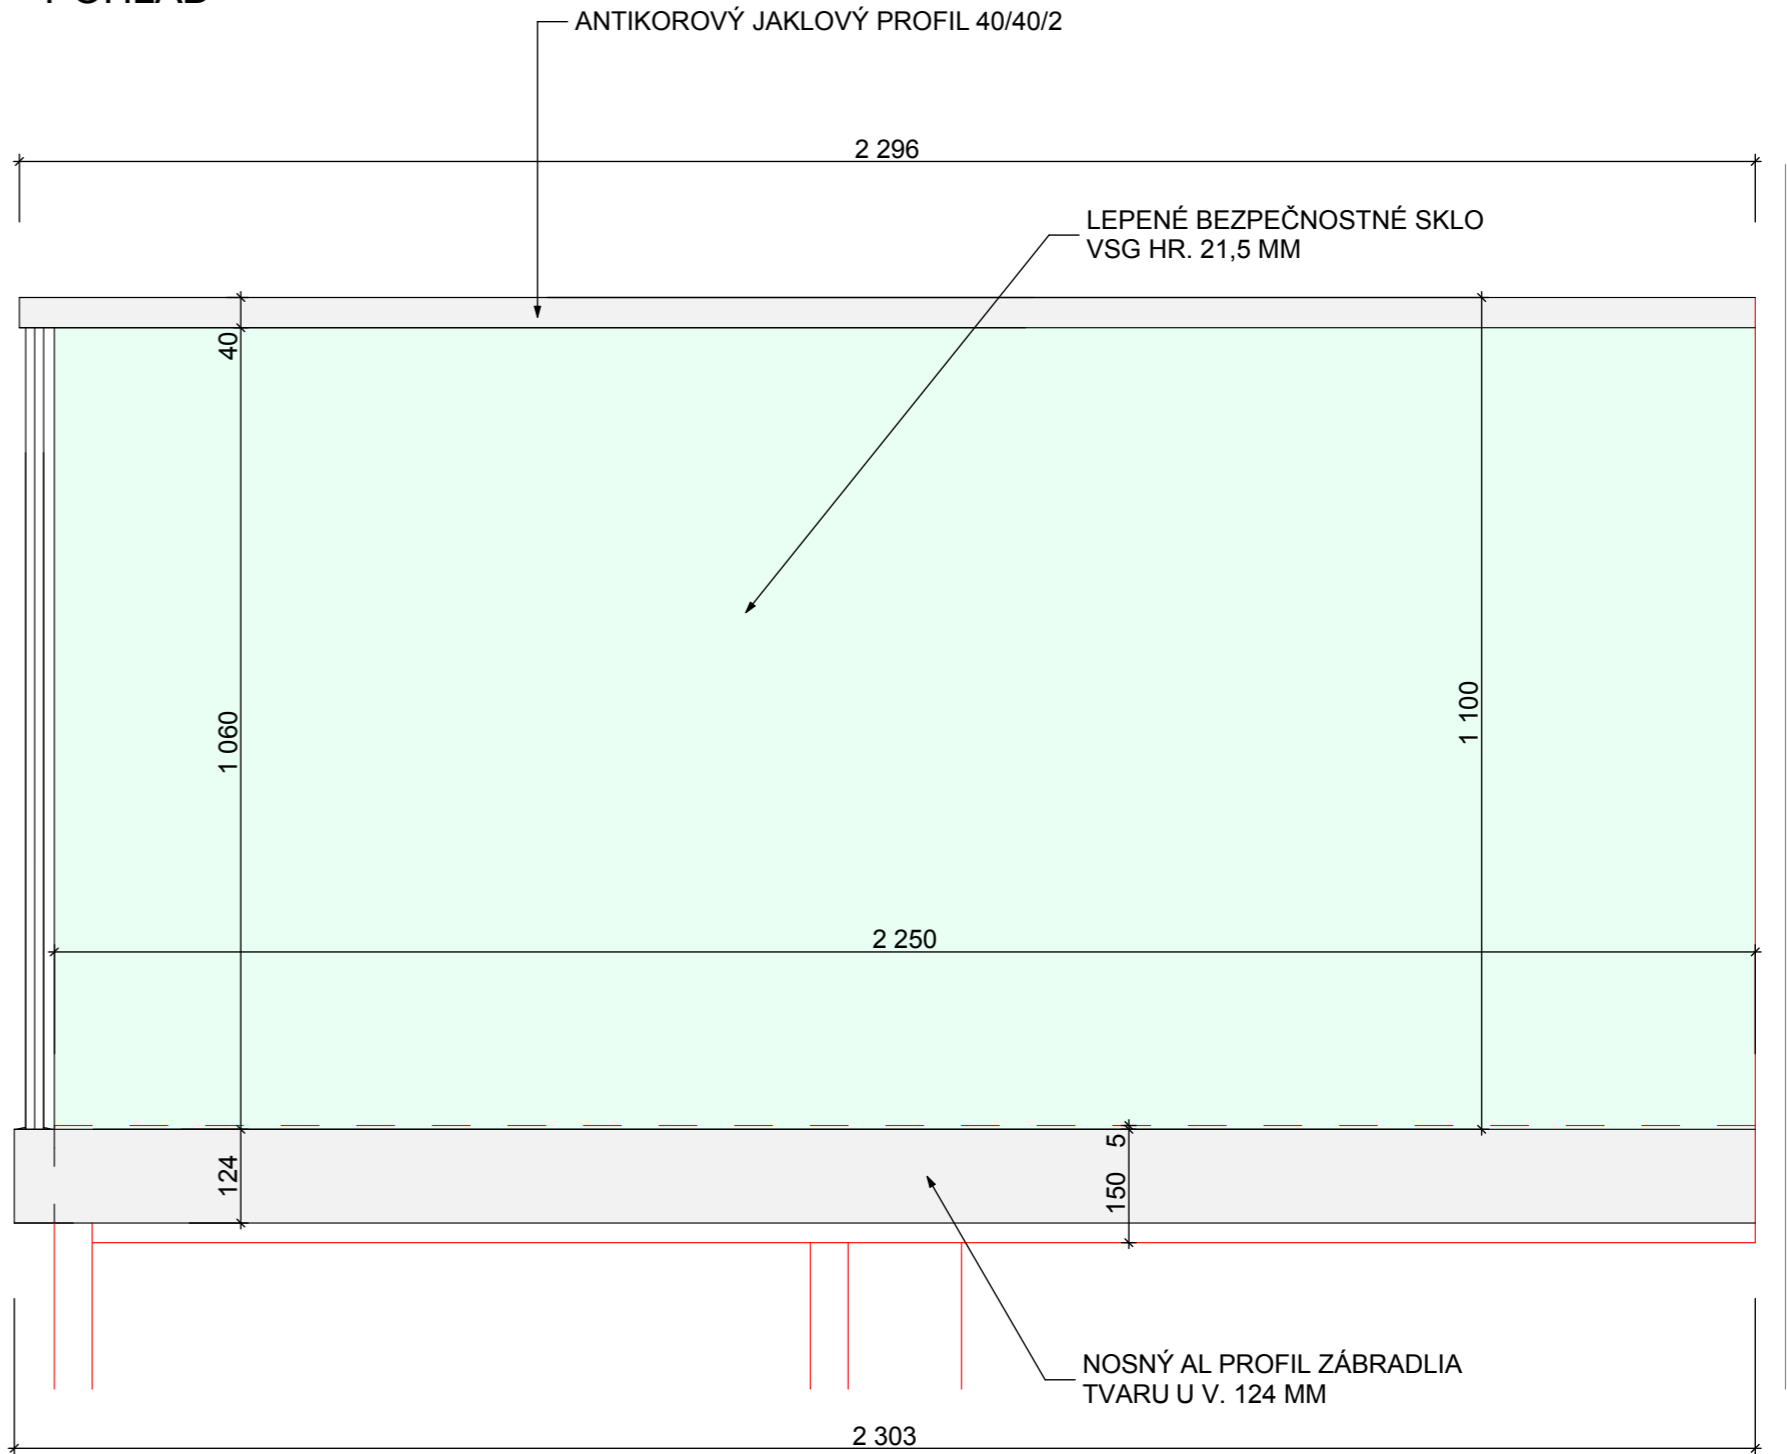 ANTIKOROVÝ JAKLOVÝ PROFIL 40/40/2
2 296
LEPENÉ BEZPEČNOSTNÉ SKLO
VSG HR. 21,5 MM
40
1 060
1 100
2 250
5
124
150
NOSNÝ AL PROFIL ZÁBRADLIA
TVARU U V. 124 MM
2 303